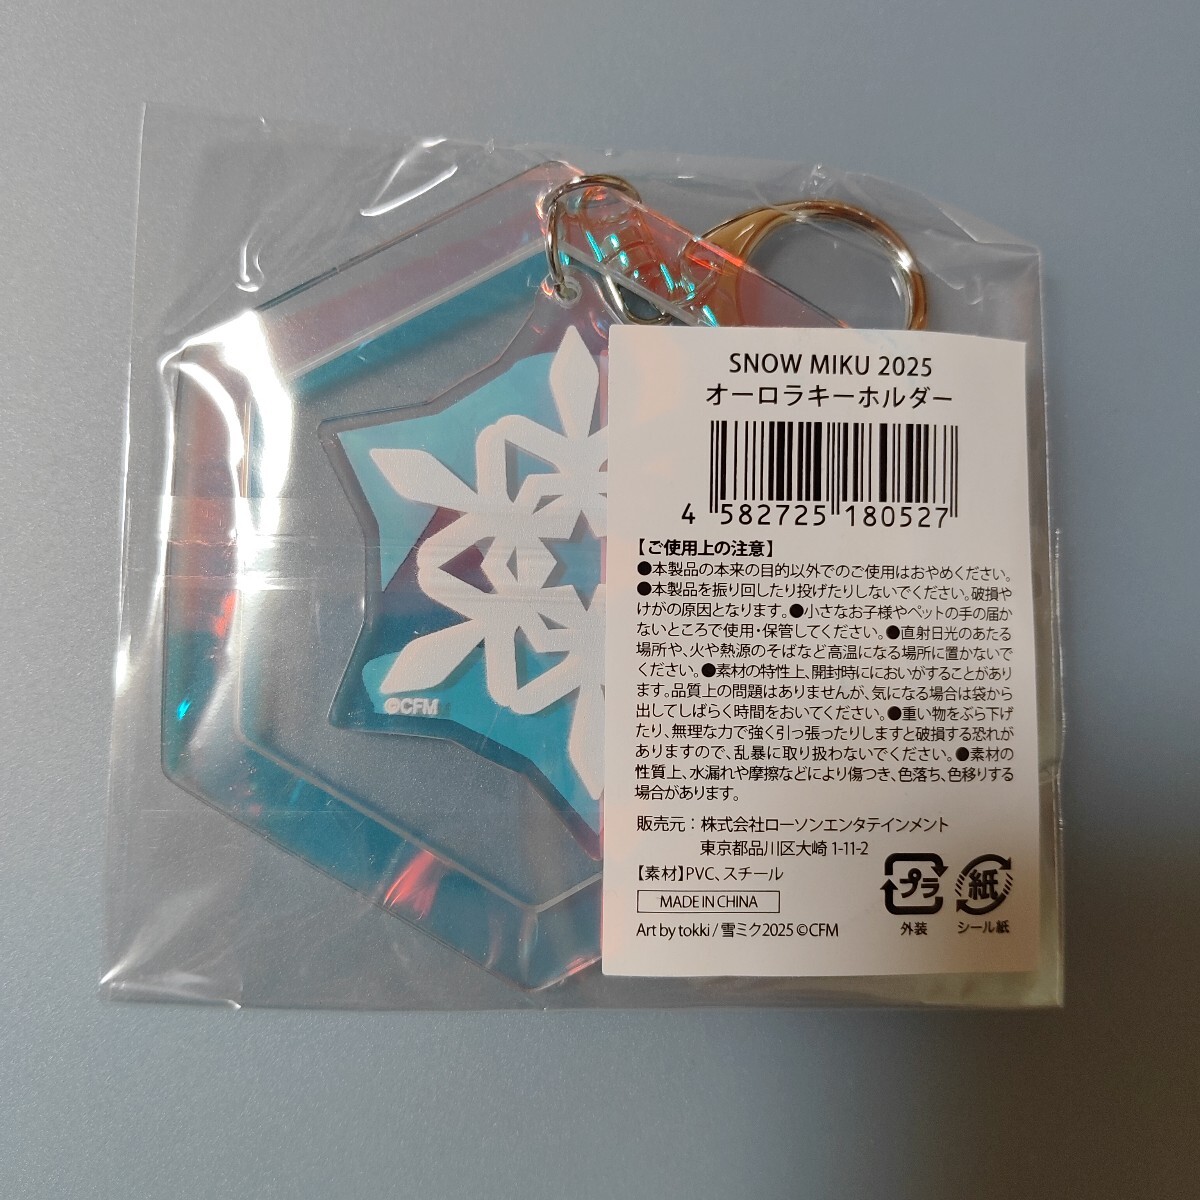 SNOW MIKU 2025
オーロラキーホルダー
4 582725 180527
【ご使用上の注意】
●本製品の本来の目的以外でのご使用はおやめください。
●本製品を振り回したり投げたりしないでください。破損や
けがの原因となります。●小さなお子様やペットの手の届か
ないところで使用・保管してください。●直射日光のあたる
場所や、火や熱源のそばなど高温になる場所に置かないで
ください。●素材の特性上、開封時ににおいがすることがあり
ます。品質上の問題はありませんが、気になる場合は袋から
出してしばらく時間をおいてください。●重い物をぶら下げ
たり、無理な力で強く引っ張ったりしますと破損する恐れが
ありますので、乱暴に取り扱わないでください。●素材の
性質上、水漏れや摩擦などにより傷つき、色落ち、色移りする
場合があります。
販売元：株式会社ローソンエンタテインメント
東京都品川区大崎 1-11-2
【素材】PVC、スチール
MADE IN CHINA
Art by tokki / 雪ミク2025 ©CFM
プラ
外装
紙
シール紙
©CFM